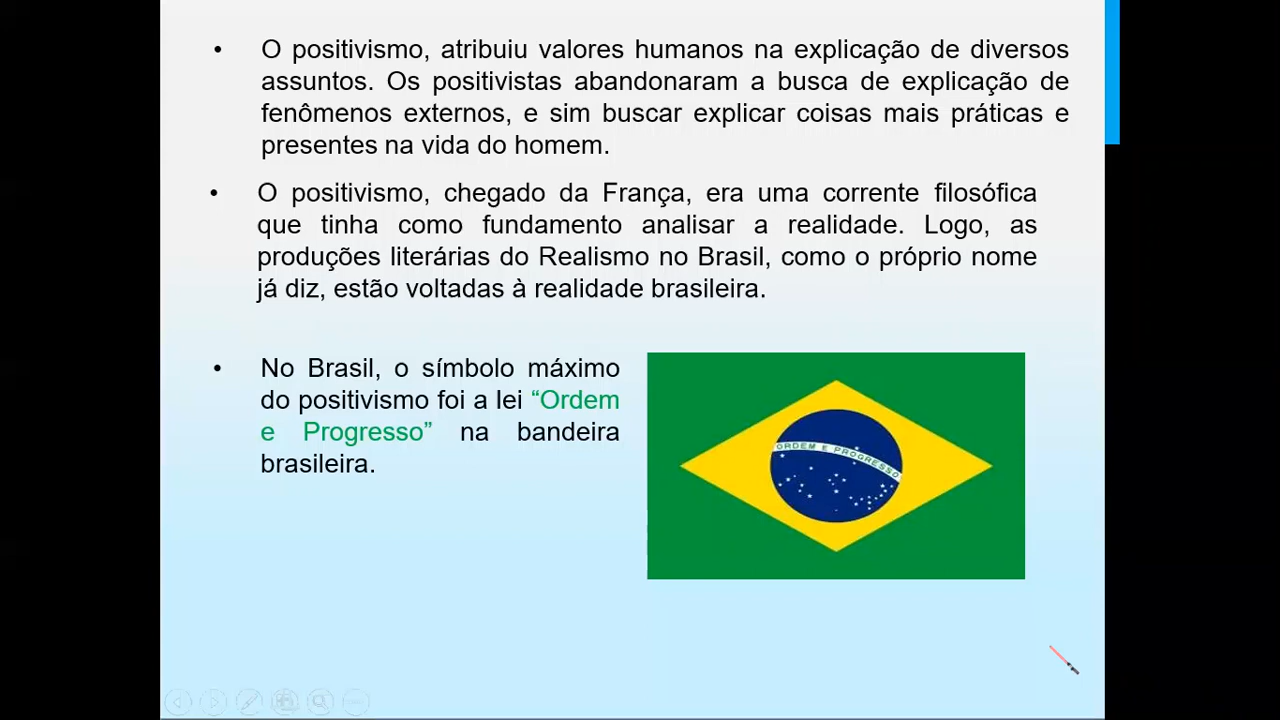 • O positivismo, atribuiu valores humanos na explicação de diversos
assuntos. Os positivistas abandonaram a busca de explicação de
fenômenos externos, e sim buscar explicar coisas mais práticas e
presentes na vida do homem.
• O positivismo, chegado da França, era uma corrente filosófica
que tinha como fundamento analisar a realidade. Logo, as
produções literárias do Realismo no Brasil, como o próprio nome
já diz, estão voltadas à realidade brasileira.
• No Brasil, o símbolo máximo
do positivismo foi a lei “Ordem
e Progresso” na bandeira
brasileira.
ORDEM E PROGRESSO